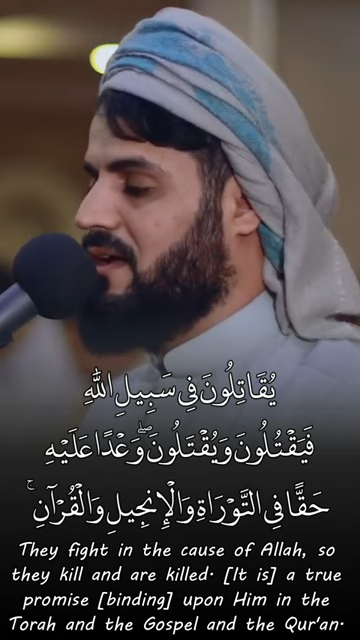 يُقَاتِلُونَ فِي سَبِيلِ اللَّهِ
فَيَقْتُلُونَ وَيُقْتَلُونَ ۖ وَعْدًا عَلَيْهِ
حَقًّا فِي التَّوْرَاةِ وَالْإِنجِيلِ وَالْقُرْآنِ ۚ
They fight in the cause of Allah, so
they kill and are killed. [It is] a true
promise [binding] upon Him in the
Torah and the Gospel and the Qur'an.